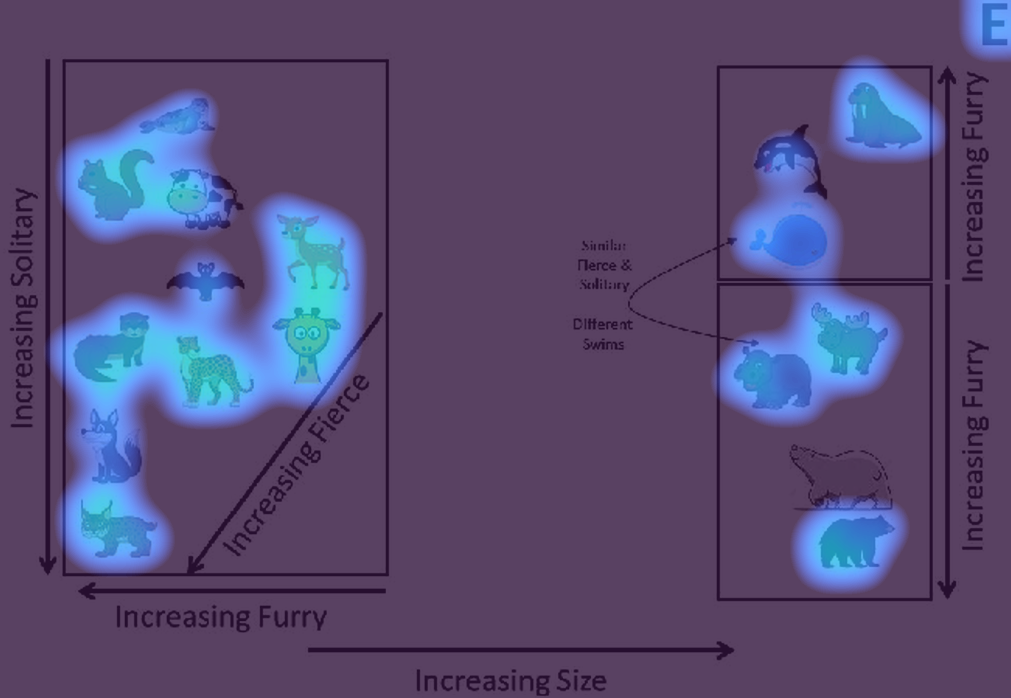 E
Increasing Solitary
Increasing Fierce
Increasing Furry
Increasing Size
Similar
Fierce &
Solitary
Different
Swims
Increasing Furry
Increasing Furry